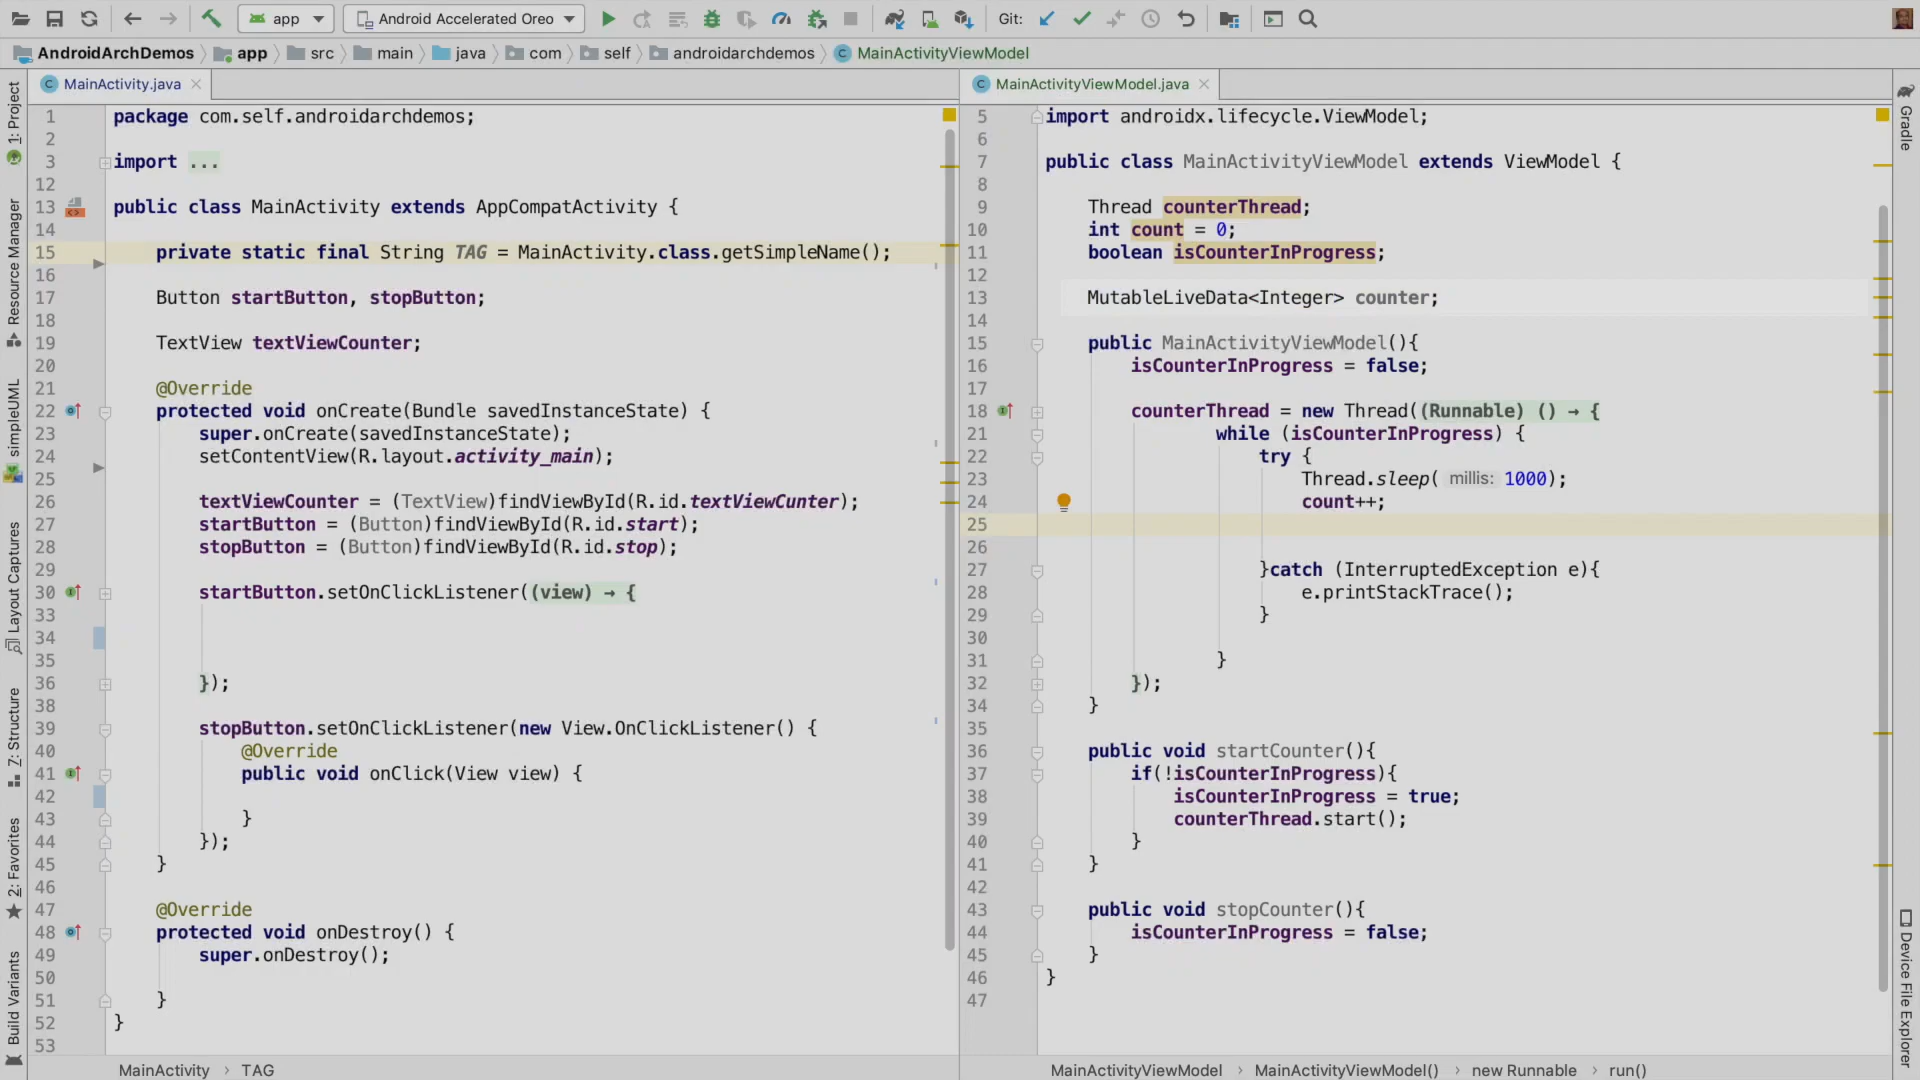 app
Android Accelerated Oreo
Git:
AndroidArchDemos
app
src
main
java
com
self
androidarchdemos
MainActivityViewModel
MainActivity.java
1 package com.self.androidarchdemos;
2
3 import ...
12
13 public class MainActivity extends AppCompatActivity {
14
15 private static final String TAG = MainActivity.class.getSimpleName();
16
17 Button startButton, stopButton;
18
19 TextView textViewCounter;
20
21 @Override
22 protected void onCreate(Bundle savedInstanceState) {
23 super.onCreate(savedInstanceState);
24 setContentView(R.layout.activity_main);
25
26 textViewCounter = (TextView)findViewById(R.id.textViewCunter);
27 startButton = (Button)findViewById(R.id.start);
28 stopButton = (Button)findViewById(R.id.stop);
29
30 startButton.setOnClickListener((view) → {
33
34
35
36 });
38
39 stopButton.setOnClickListener(new View.OnClickListener() {
40 @Override
41 public void onClick(View view) {
42
43 }
44 });
45 }
46
47 @Override
48 protected void onDestroy() {
49 super.onDestroy();
50
51 }
52 }
53
MainActivity › TAG
MainActivityViewModel.java
5 import androidx.lifecycle.ViewModel;
6
7 public class MainActivityViewModel extends ViewModel {
8
9 Thread counterThread;
10 int count = 0;
11 boolean isCounterInProgress;
12
13 MutableLiveData<Integer> counter;
14
15 public MainActivityViewModel(){
16 isCounterInProgress = false;
17
18 counterThread = new Thread((Runnable) () → {
21 while (isCounterInProgress) {
22 try {
23 Thread.sleep( millis: 1000);
24 count++;
25
26
27 }catch (InterruptedException e){
28 e.printStackTrace();
29 }
30
31 }
32 });
34 }
35
36 public void startCounter(){
37 if(!isCounterInProgress){
38 isCounterInProgress = true;
39 counterThread.start();
40 }
41 }
42
43 public void stopCounter(){
44 isCounterInProgress = false;
45 }
46 }
47
MainActivityViewModel › MainActivityViewModel() › new Runnable › run()
1: Project
Resource Manager
simpleUML
Layout Captures
7: Structure
2: Favorites
Build Variants
Gradle
Device File Explorer